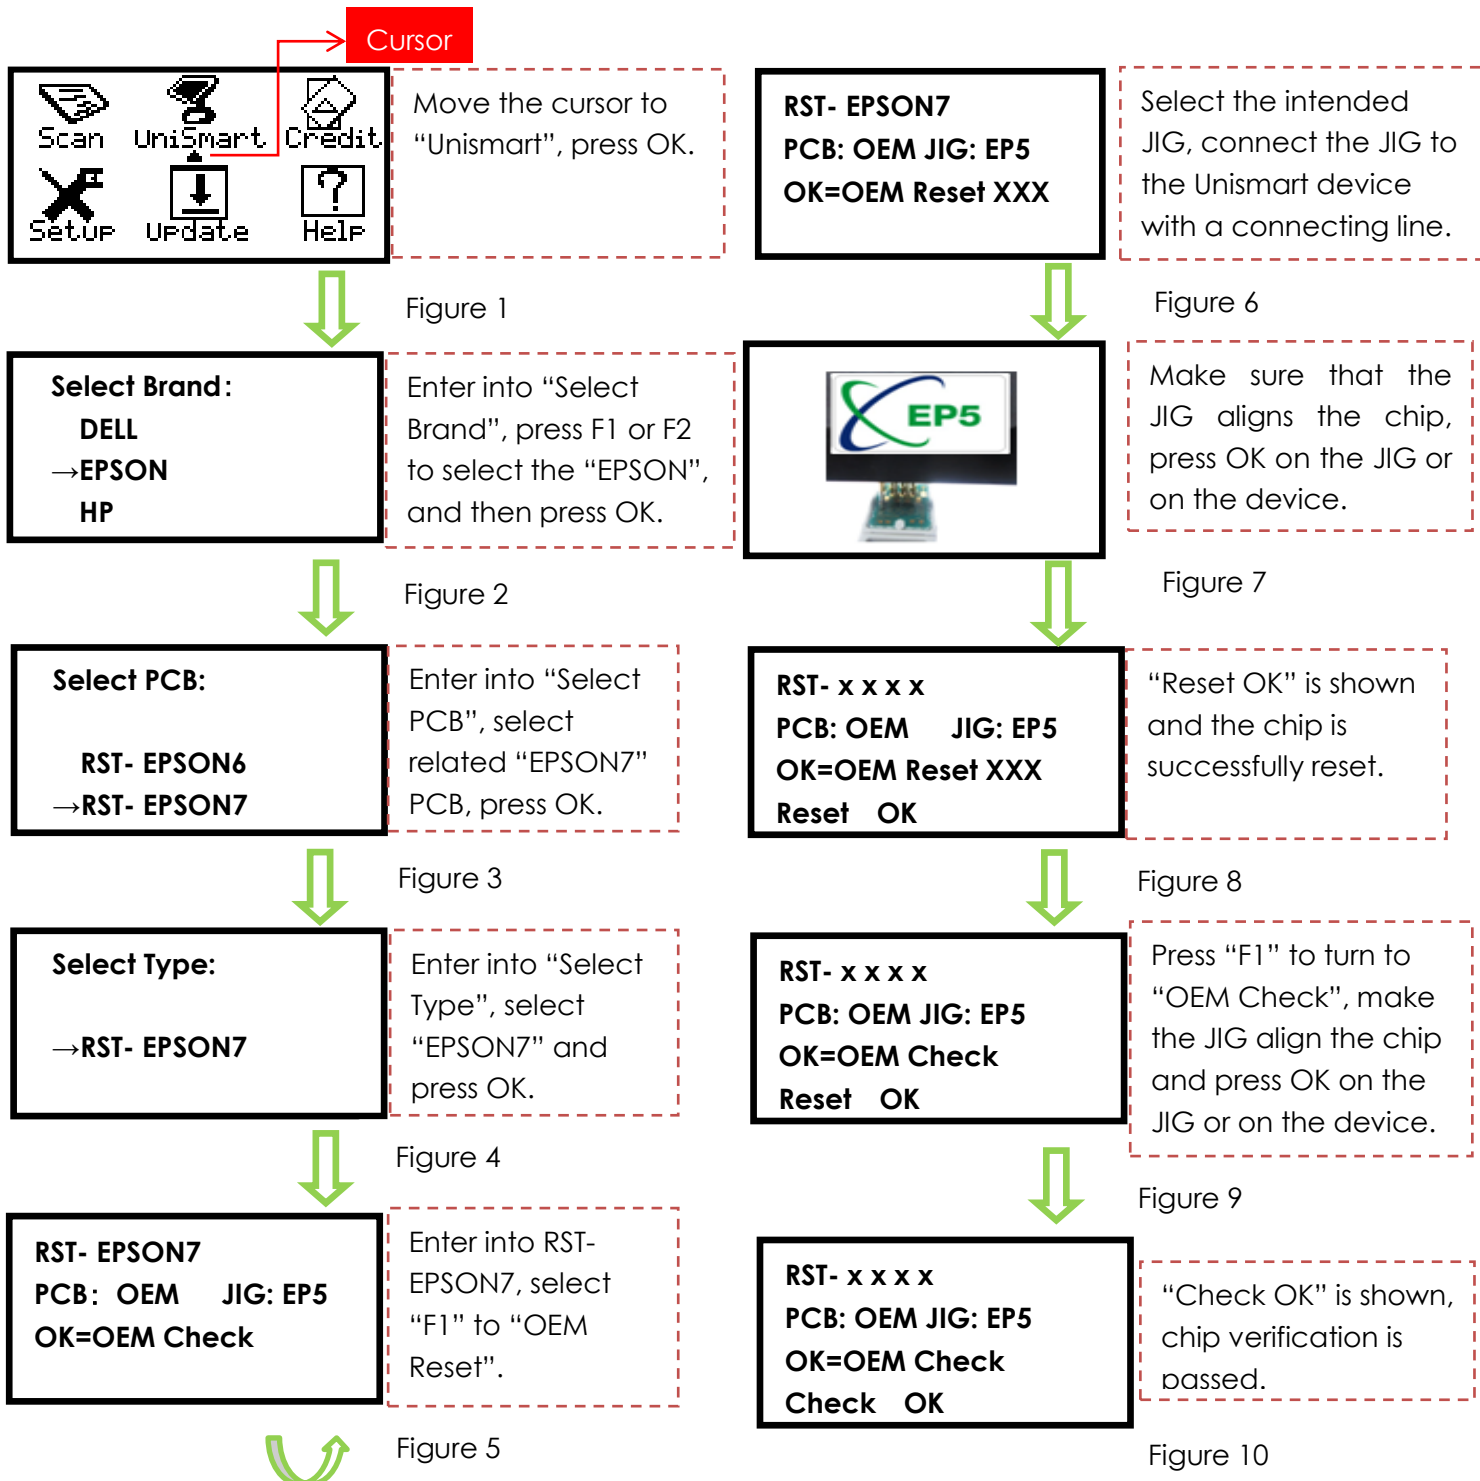 Cursor
Scan UniSmart Credit
Setup Update Help
Move the cursor to
“Unismart”, press OK.
Figure 1
Select Brand:
DELL
→EPSON
HP
Enter into “Select
Brand”, press F1 or F2
to select the “EPSON”,
and then press OK.
Figure 2
Select PCB:
RST- EPSON6
→RST- EPSON7
Enter into “Select
PCB”, select
related “EPSON7”
PCB, press OK.
Figure 3
Select Type:
→RST- EPSON7
Enter into “Select
Type”, select
“EPSON7” and
press OK.
Figure 4
RST- EPSON7
PCB: OEM JIG: EP5
OK=OEM Check
Enter into RST-
EPSON7, select
“F1” to “OEM
Reset”.
Figure 5
RST- EPSON7
PCB: OEM JIG: EP5
OK=OEM Reset XXX
Select the intended
JIG, connect the JIG to
the Unismart device
with a connecting line.
Figure 6
EP5
Make sure that the
JIG aligns the chip,
press OK on the JIG or
on the device.
Figure 7
RST- x x x x
PCB: OEM JIG: EP5
OK=OEM Reset XXX
Reset OK
“Reset OK” is shown
and the chip is
successfully reset.
Figure 8
RST- x x x x
PCB: OEM JIG: EP5
OK=OEM Check
Reset OK
Press “F1” to turn to
“OEM Check”, make
the JIG align the chip
and press OK on the
JIG or on the device.
Figure 9
RST- x x x x
PCB: OEM JIG: EP5
OK=OEM Check
Check OK
“Check OK” is shown,
chip verification is
passed.
Figure 10